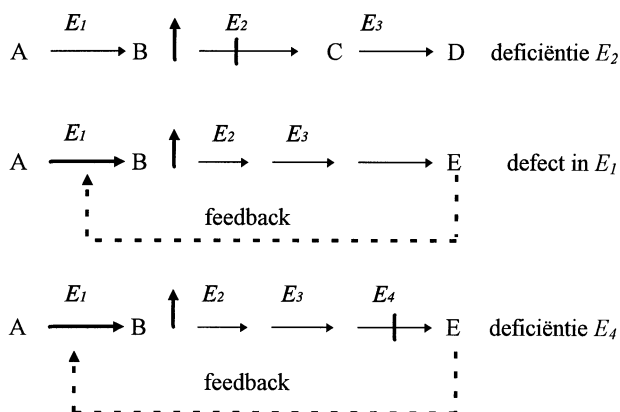 E1 E2 E3
A B C D deficiëntie E2
E1 E2 E3
A B E defect in E1
feedback
E1 E2 E3 E4
A B E deficiëntie E4
feedback